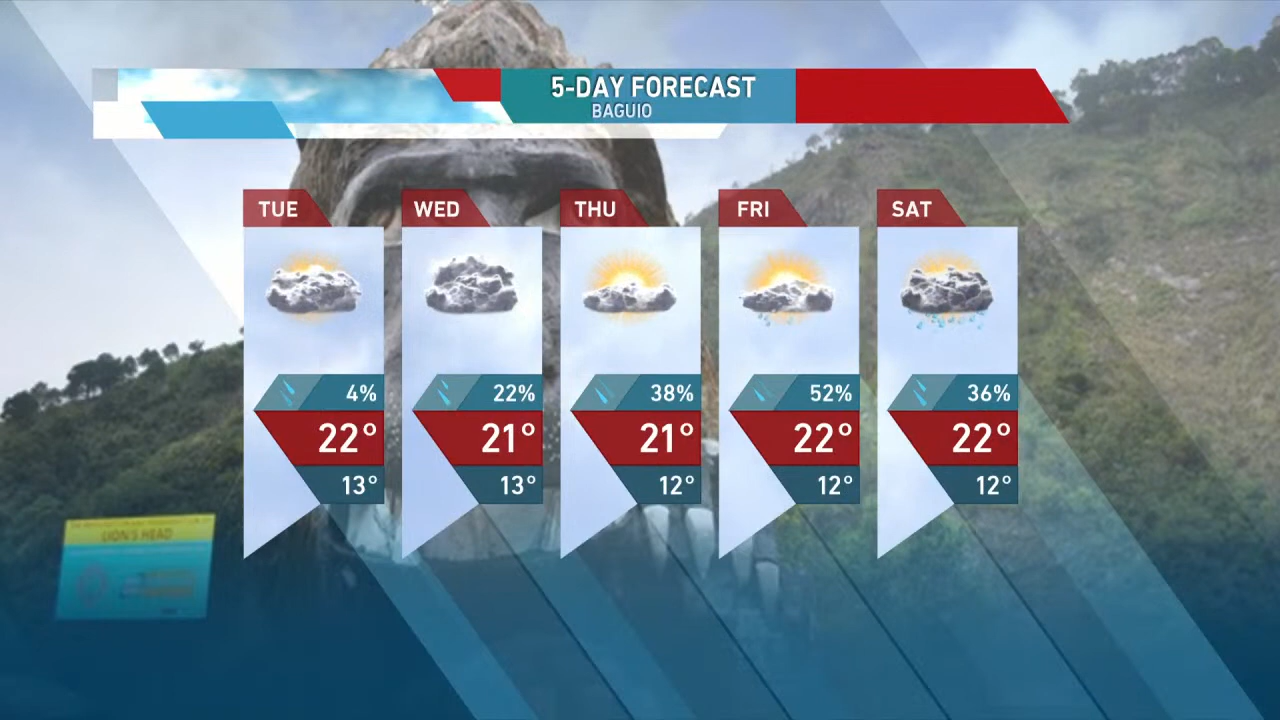 5-DAY FORECAST
BAGUIO
TUE
WED
THU
FRI
SAT
4%
22%
38%
52%
36%
22°
21°
21°
22°
22°
13°
13°
12°
12°
12°
LION'S HEAD